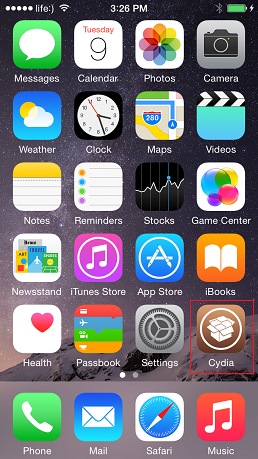 life:) 3:26 PM
Tuesday
9
280
Messages Calendar Photos Camera
Weather Clock Maps Videos
Notes Reminders Stocks Game Center
Newsstand iTunes Store App Store iBooks
Health Passbook Settings Cydia
Phone Mail Safari Music